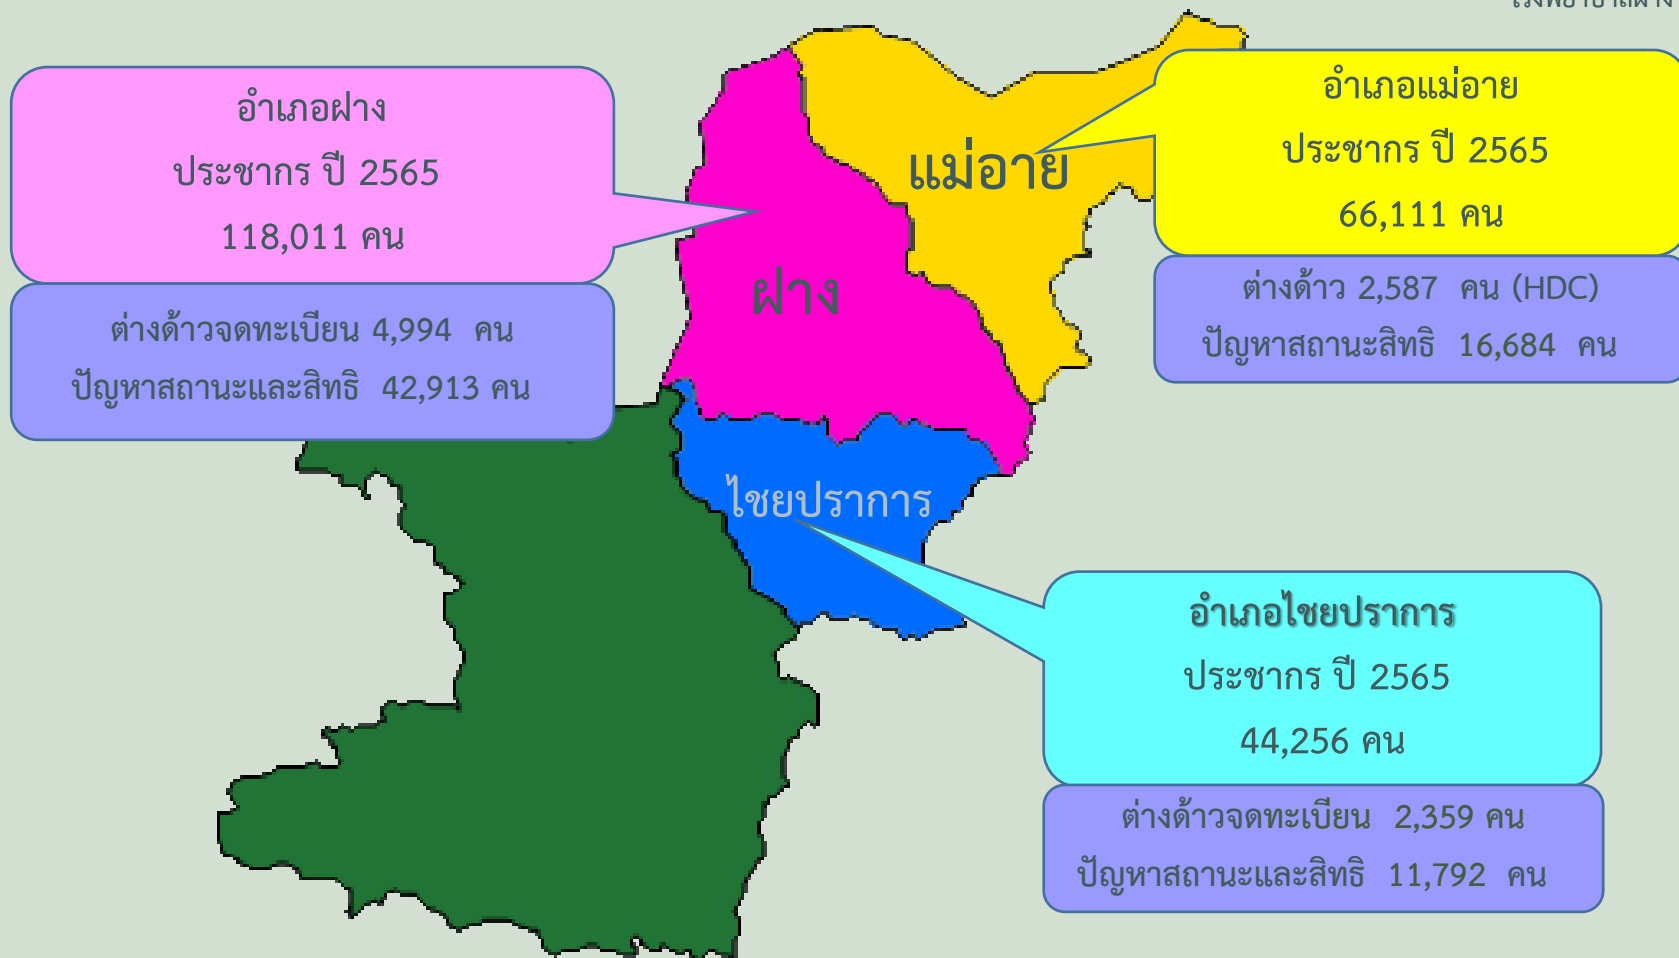 อำเภอฝาง
ประชากร ปี 2565
118,011 คน
ต่างด้าวจดทะเบียน 4,994 คน
ปัญหาสถานะและสิทธิ 42,913 คน
แม่อาย
ฝาง
ไชยปราการ
อำเภอแม่อาย
ประชากร ปี 2565
66,111 คน
ต่างด้าว 2,587 คน (HDC)
ปัญหาสถานะสิทธิ 16,684 คน
อำเภอไชยปราการ
ประชากร ปี 2565
44,256 คน
ต่างด้าวจดทะเบียน 2,359 คน
ปัญหาสถานะและสิทธิ 11,792 คน